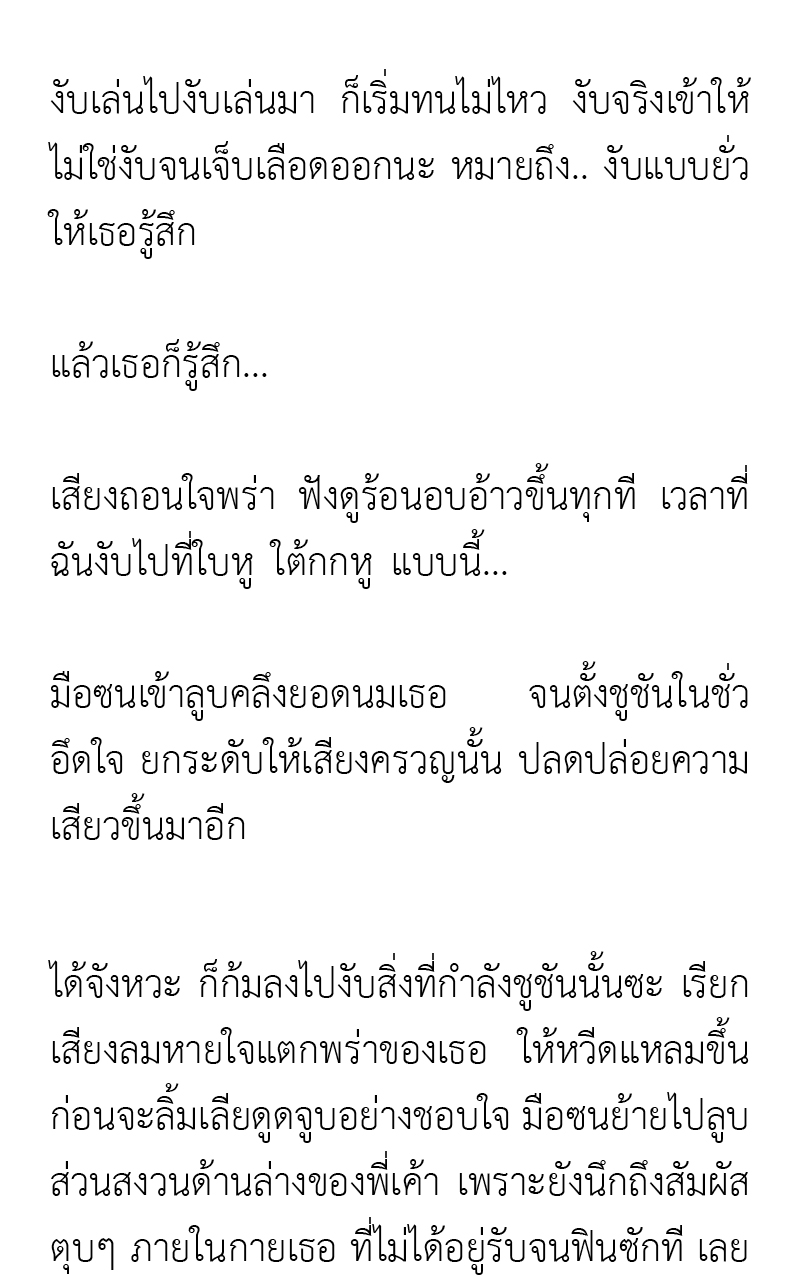 งับเล่นไปงับเล่นมา ก็เริ่มทนไม่ไหว งับจริงเข้าให้
ไม่ใช่งับจนเจ็บเลือดออกนะ หมายถึง.. งับแบบยั่ว
ให้เธอรู้สึก
แล้วเธอก็รู้สึก...
เสียงถอนใจพร่า ฟังดูร้อนอบอ้าวขึ้นทุกที เวลาที่
ฉันงับไปที่ใบหู ใต้กกหู แบบนี้...
มือซนเข้าลูบคลึงยอดนมเธอ จนตั้งชูชันในชั่ว
อึดใจ ยกระดับให้เสียงครวญนั้น ปลดปล่อยความ
เสียวขึ้นมาอีก
ได้จังหวะ ก็ก้มลงไปงับสิ่งที่กำลังชูชันนั้นซะ เรียก
เสียงลมหายใจแตกพร่าของเธอ ให้หวีดแหลมขึ้น
ก่อนจะลิ้มเลียดูดจูบอย่างชอบใจ มือซนย้ายไปลูบ
ส่วนสงวนด้านล่างของพี่เค้า เพราะยังนึกถึงสัมผัส
ตุบๆ ภายในกายเธอ ที่ไม่ได้อยู่รับจนฟินซักที เลย